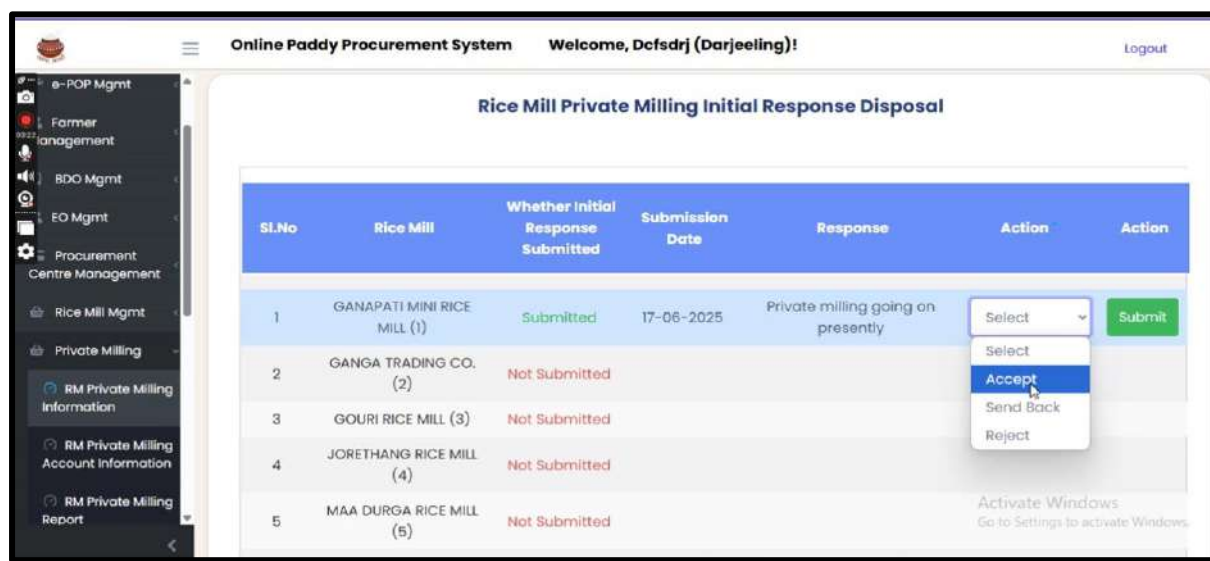 Online Paddy Procurement System Welcome, Dcfsdrj (Darjeeling)! Logout
e-POP Mgmt
Farmer
anagement
BDO Mgmt
EO Mgmt
Procurement
Centre Management
Rice Mill Mgmt
Private Milling
RM Private Milling
Information
RM Private Milling
Account Information
RM Private Milling
Report
Rice Mill Private Milling Initial Response Disposal
Sl.No Rice Mill Whether Initial Response Submitted Submission Date Response Action Action
1 GANAPATI MINI RICE MILL (1) Submitted 17-06-2025 Private milling going on presently Select Submit
Select
Accept
Send Back
Reject
2 GANGA TRADING CO. (2) Not Submitted
3 GOURI RICE MILL (3) Not Submitted
4 JORETHANG RICE MILL (4) Not Submitted
5 MAA DURGA RICE MILL (5) Not Submitted
Activate Windows
Go to Settings to activate Windows.